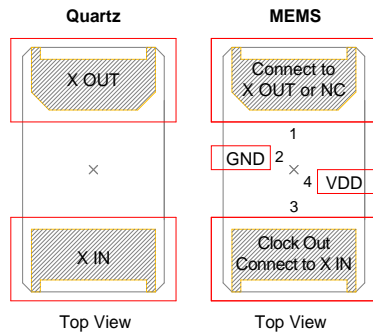 Quartz
MEMS
X OUT
Connect to
X OUT or NC
1
GND
2
4
VDD
3
X IN
Clock Out
Connect to X IN
Top View
Top View